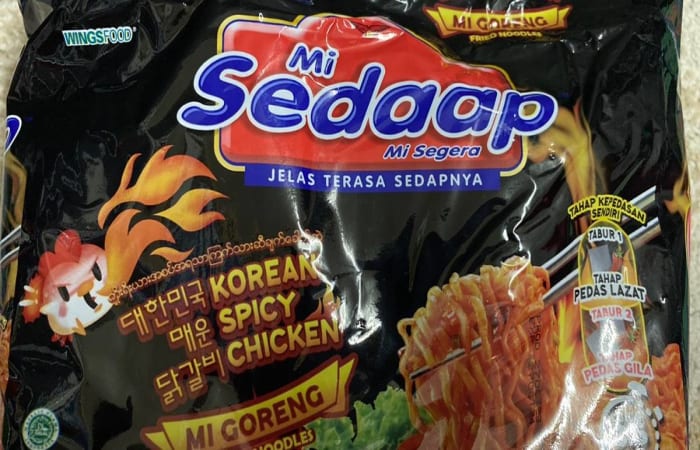 WINGSFOOD
MI GORENG
FRIED NOODLES
Mi
Sedaap
Mi Segera
JELAS TERASA SEDAPNYA
대한민국 KOREAN
매운 SPICY
닭갈비 CHICKEN
MI GORENG
NOODLES
TAHAP KEPEDASAN
SENDIRI
TABUR 1
TAHAP
PEDAS LAZAT
TABUR 2
TAHAP
PEDAS GILA